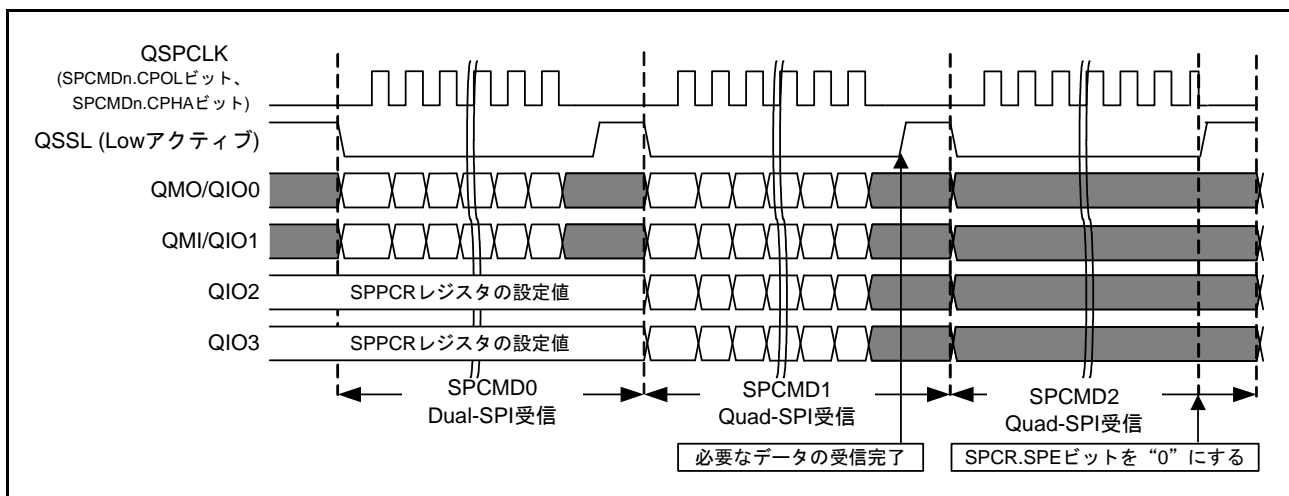 QSPCLK
(SPCMDn.CPOLビット、
SPCMDn.CPHAビット)
QSSL (Lowアクティブ)
QMO/QIO0
QMI/QIO1
QIO2
SPPCRレジスタの設定値
QIO3
SPPCRレジスタの設定値
SPCMD0
Dual-SPI受信
SPCMD1
Quad-SPI受信
SPCMD2
Quad-SPI受信
必要なデータの受信完了
SPCR.SPEビットを“0”にする